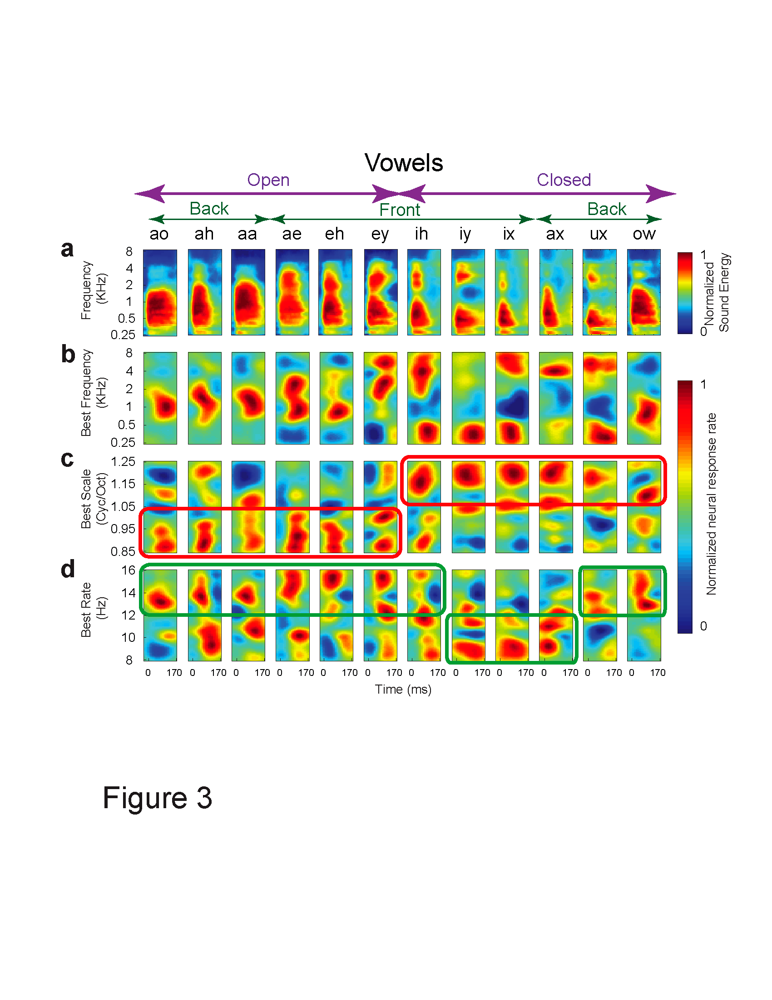 Vowels
Open Closed
Back Front Back
ao ah aa ae eh ey ih iy ix ax ux ow
a
Frequency
(KHz)
8
4
2
1
0.5
0.25
1
0
Normalized
Sound Energy
b
Best Frequency
(KHz)
8
4
2
1
0.5
0.25
c
Best Scale
(Cyc/Oct)
1.25
1.15
1.05
0.95
0.85
d
Best Rate
(Hz)
16
14
12
10
8
1
0
Normalized neural response rate
0 170 0 170 0 170 0 170 0 170 0 170 0 170 0 170 0 170 0 170 0 170 0 170
Time (ms)
Figure 3